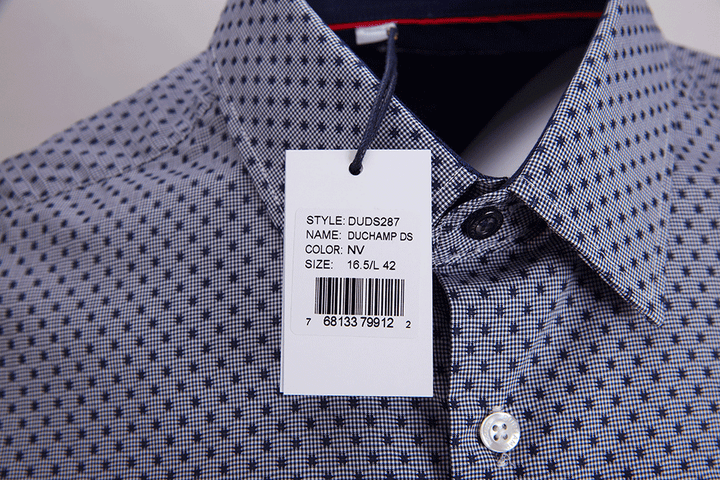 STYLE: DUDS287
NAME: DUCHAMP DS
COLOR: NV
SIZE: 16.5/L 42
7 68133 79912 2